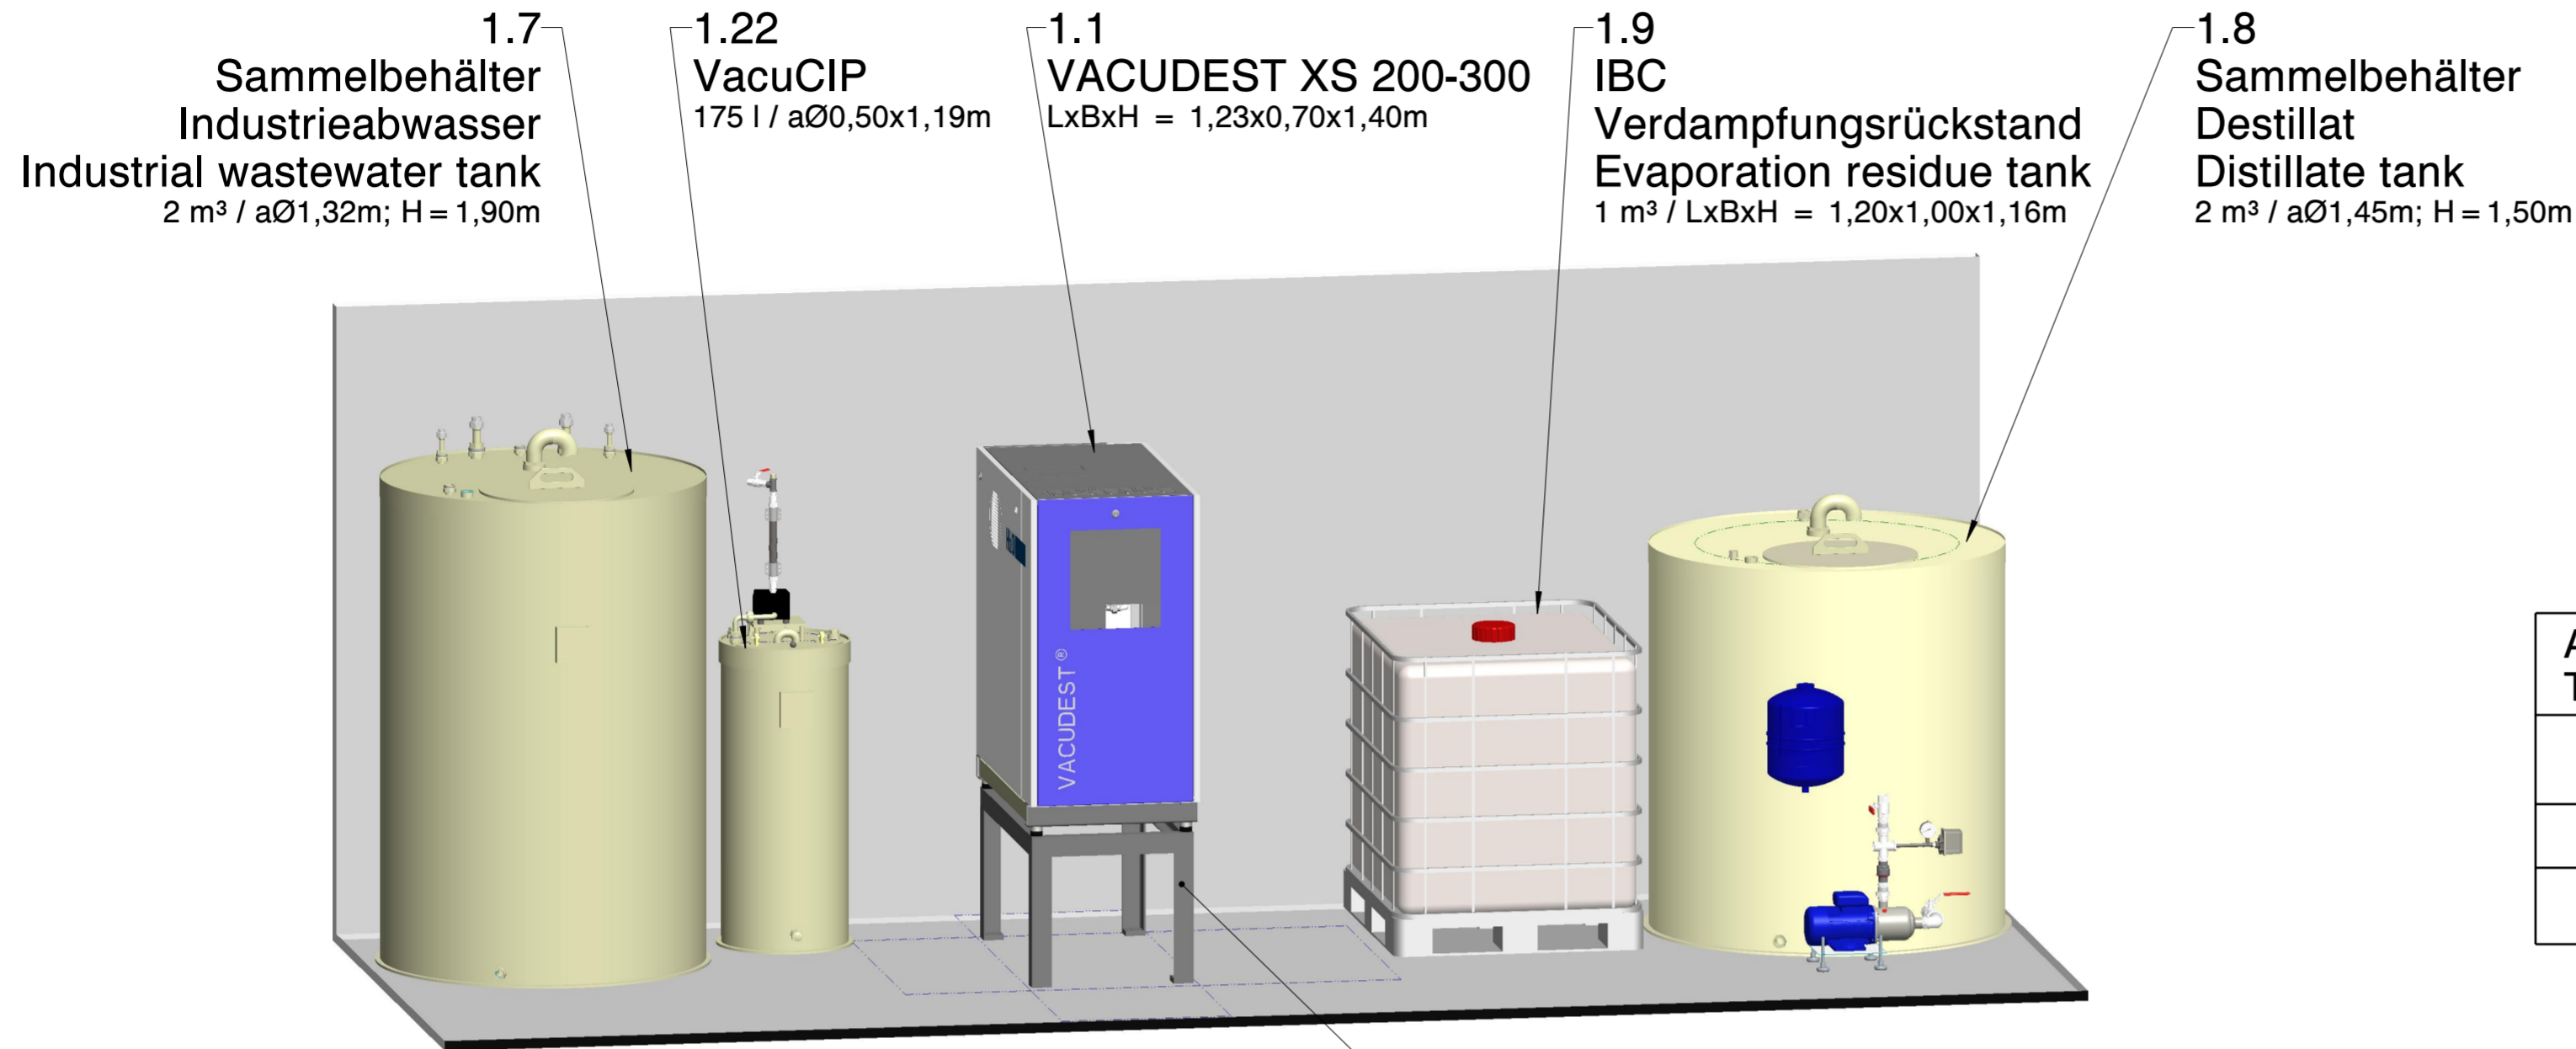 1.7
Sammelbehälter
Industrieabwasser
Industrial wastewater tank
2 m³ / aØ1,32m; H = 1,90m
1.22
VacuCIP
175 l / aØ0,50x1,19m
1.1
VACUDEST XS 200-300
LxBxH = 1,23x0,70x1,40m
1.9
IBC
Verdampfungsrückstand
Evaporation residue tank
1 m³ / LxBxH = 1,20x1,00x1,16m
1.8
Sammelbehälter
Destillat
Distillate tank
2 m³ / aØ1,45m; H = 1,50m
VACUDEST®